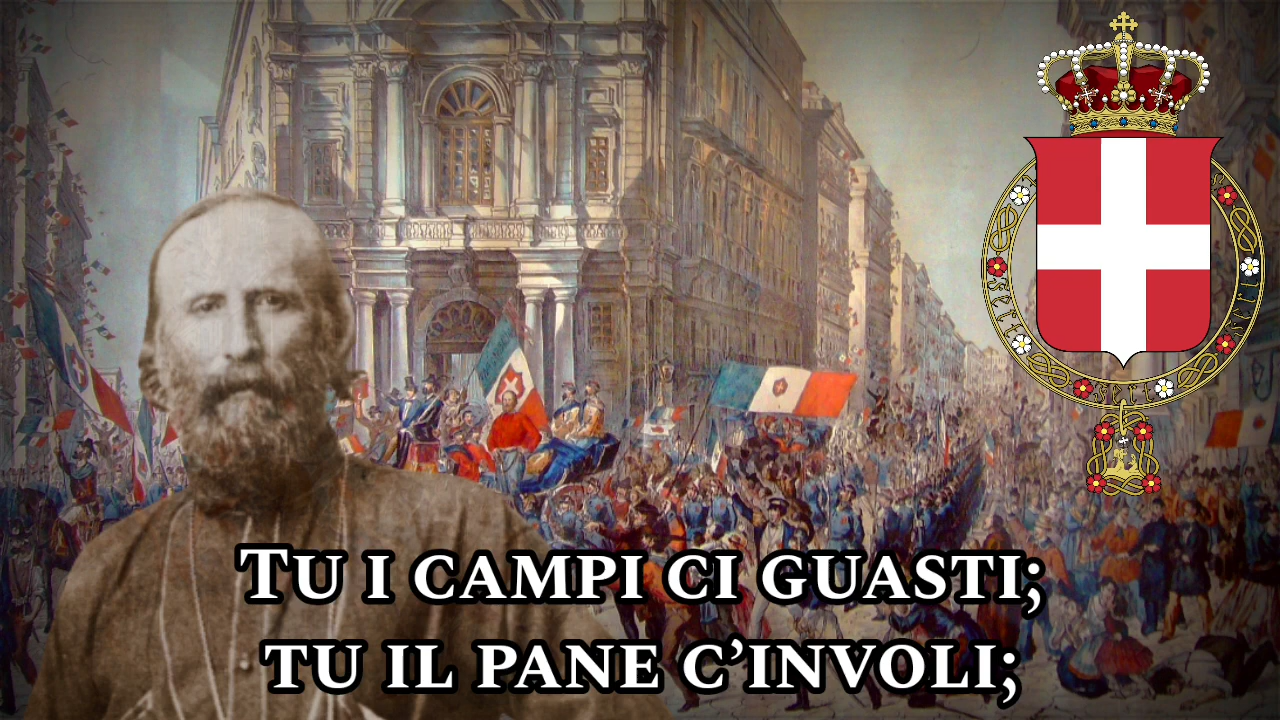 Tu i campi ci guasti;
tu il pane c’involi;